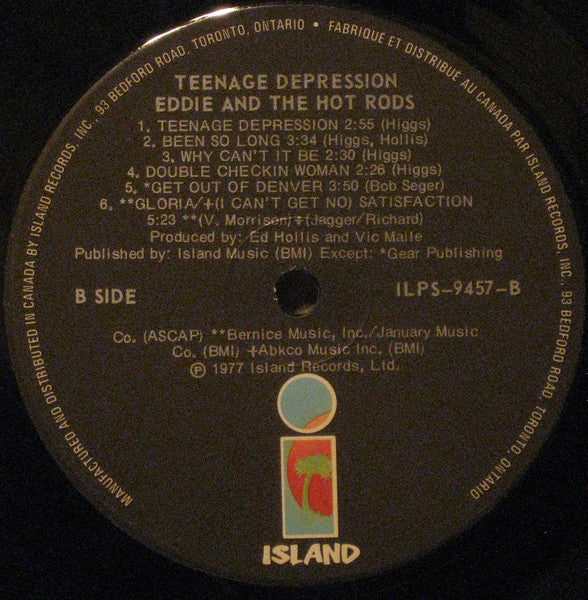 MANUFACTURED AND DISTRIBUTED IN CANADA BY ISLAND RECORDS, INC., 93 BEDFORD ROAD, TORONTO, ONTARIO • FABRIQUE ET DISTRIBUE AU CANADA PAR ISLAND RECORDS, INC., 93 BEDFORD ROAD, TORONTO, ONTARIO
TEENAGE DEPRESSION
EDDIE AND THE HOT RODS
1. TEENAGE DEPRESSION 2:55 (Higgs)
2. BEEN SO LONG 3:34 (Higgs, Hollis)
3. WHY CAN'T IT BE 2:30 (Higgs)
4. DOUBLE CHECKIN WOMAN 2:26 (Higgs)
5. *GET OUT OF DENVER 3:50 (Bob Seger)
6. **GLORIA/+(I CAN'T GET NO) SATISFACTION
5:23 **(V. Morrisen)+(Jagger/Richard)
Produced by: Ed Hollis and Vic Maile
Published by: Island Music (BMI) Except: *Gear Publishing
B SIDE
ILPS-9457-B
Co. (ASCAP) **Bernice Music, Inc./January Music
Co. (BMI) +Abkco Music Inc. (BMI)
℗ 1977 Island Records, Ltd.
ISLAND